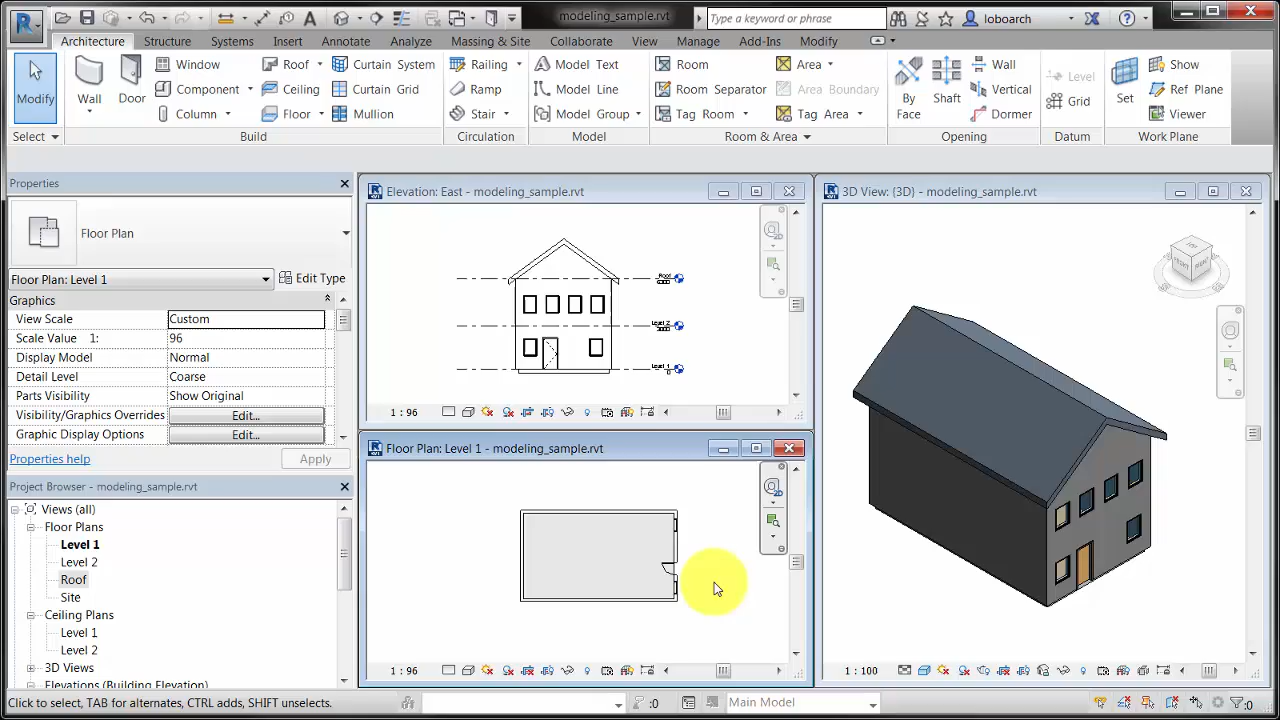 modeling_sample.rvt
Type a keyword or phrase
loboarch
Architecture Structure Systems Insert Annotate Analyze Massing & Site Collaborate View Manage Add-Ins Modify
Modify
Wall
Door
Window
Component
Column
Roof
Ceiling
Floor
Curtain System
Curtain Grid
Mullion
Railing
Ramp
Stair
Model Text
Model Line
Model Group
Room
Room Separator
Tag Room
Area
Area Boundary
Tag Area
By
Face
Shaft
Wall
Vertical
Dormer
Level
Grid
Set
Show
Ref Plane
Viewer
Select Build Circulation Model Room & Area Opening Datum Work Plane
Properties
Floor Plan
Floor Plan: Level 1 Edit Type
Graphics
View Scale Custom
Scale Value 1: 96
Display Model Normal
Detail Level Coarse
Parts Visibility Show Original
Visibility/Graphics Overrides Edit...
Graphic Display Options Edit...
Properties help Apply
Project Browser - modeling_sample.rvt
Views (all)
Floor Plans
Level 1
Level 2
Roof
Site
Ceiling Plans
Level 1
Level 2
3D Views
Elevations (Building Elevation)
Elevation: East - modeling_sample.rvt
Roof
Level 2
Level 1
1 : 96
Floor Plan: Level 1 - modeling_sample.rvt
2D
1 : 96
3D View: {3D} - modeling_sample.rvt
FRONT
RIGHT
1 : 100
Click to select, TAB for alternates, CTRL adds, SHIFT unselects.
:0
Main Model
:0